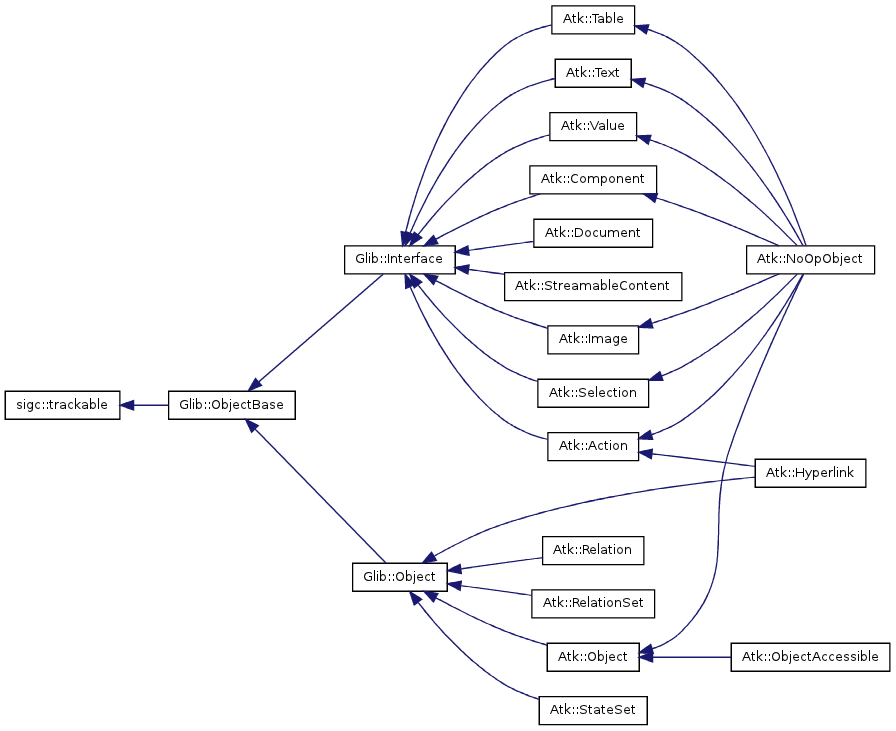 Atk::Table
Atk::Text
Atk::Value
Atk::Component
Atk::Document
Glib::Interface
Atk::NoOpObject
Atk::StreamableContent
Atk::Image
Atk::Selection
sigc::trackable
Glib::ObjectBase
Atk::Action
Atk::Hyperlink
Atk::Relation
Glib::Object
Atk::RelationSet
Atk::Object
Atk::ObjectAccessible
Atk::StateSet